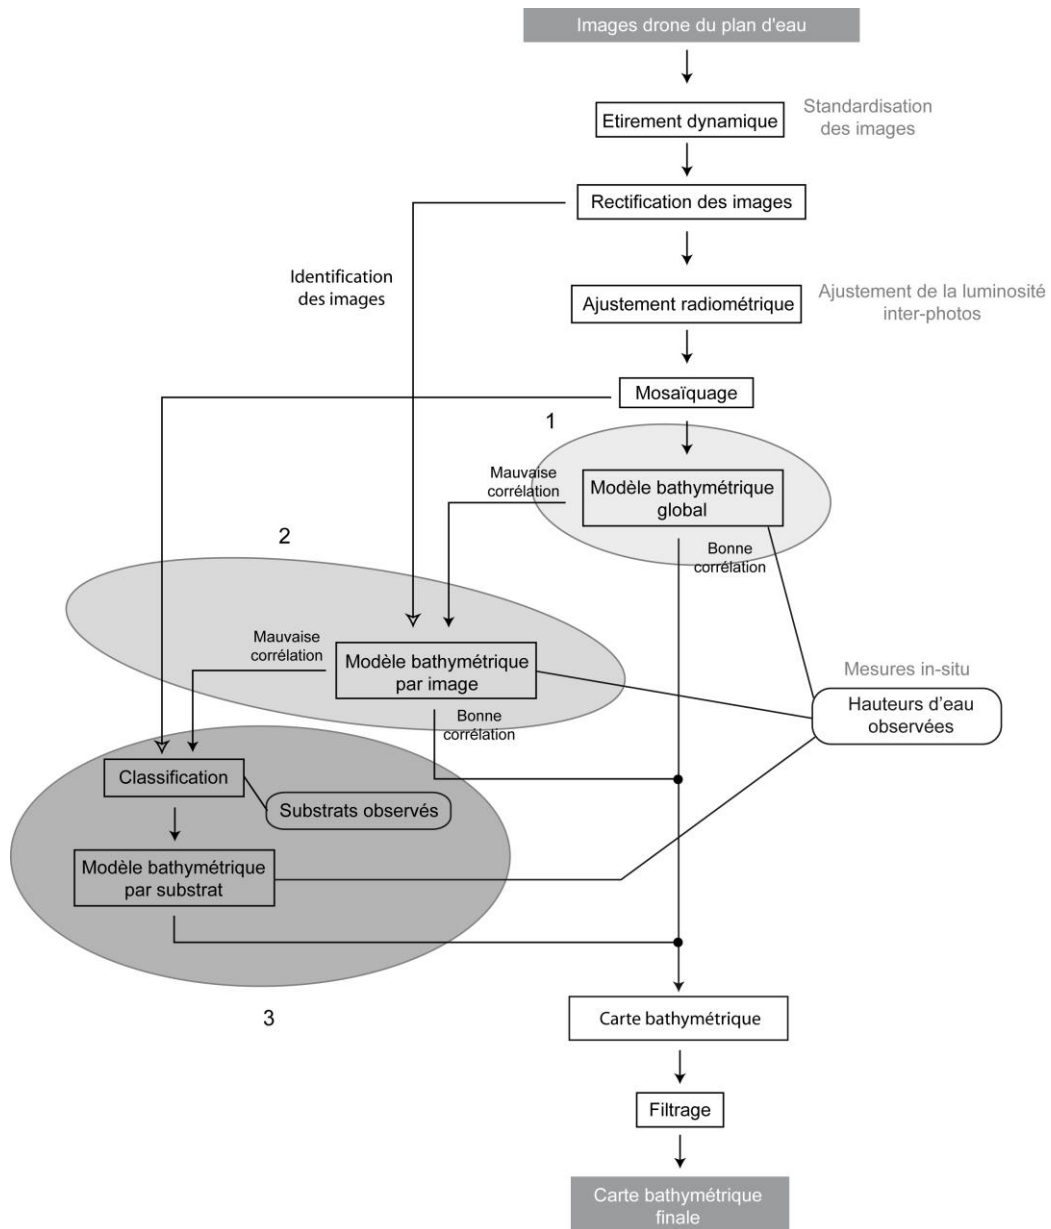 Images drone du plan d'eau
Etirement dynamique
Standardisation
des images
Rectification des images
Identification
des images
Ajustement radiométrique
Ajustement de la luminosité
inter-photos
Mosaïquage
1
Mauvaise
corrélation
Modèle bathymétrique
global
Bonne
corrélation
2
Mauvaise
corrélation
Modèle bathymétrique
par image
Bonne
corrélation
Mesures in-situ
Hauteurs d’eau
observées
Classification
Substrats observés
Modèle bathymétrique
par substrat
3
Carte bathymétrique
Filtrage
Carte bathymétrique
finale